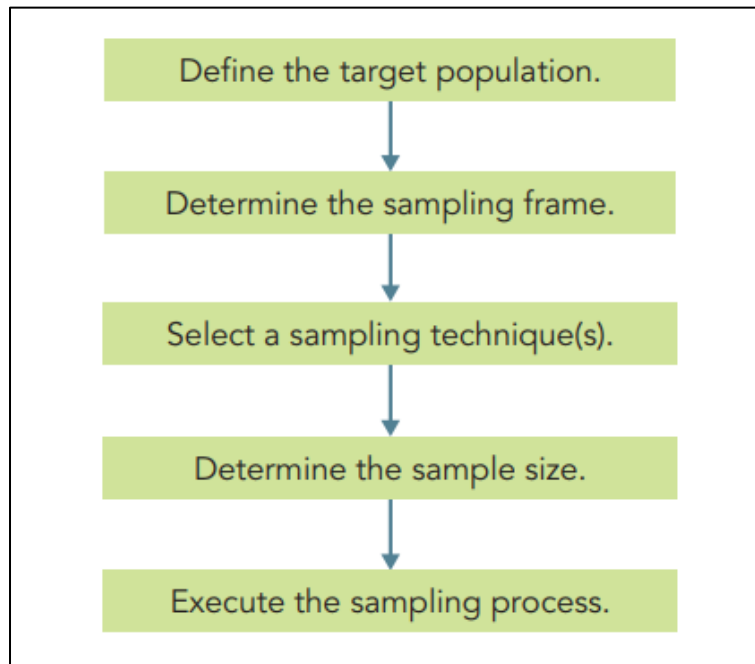 Define the target population.
Determine the sampling frame.
Select a sampling technique(s).
Determine the sample size.
Execute the sampling process.